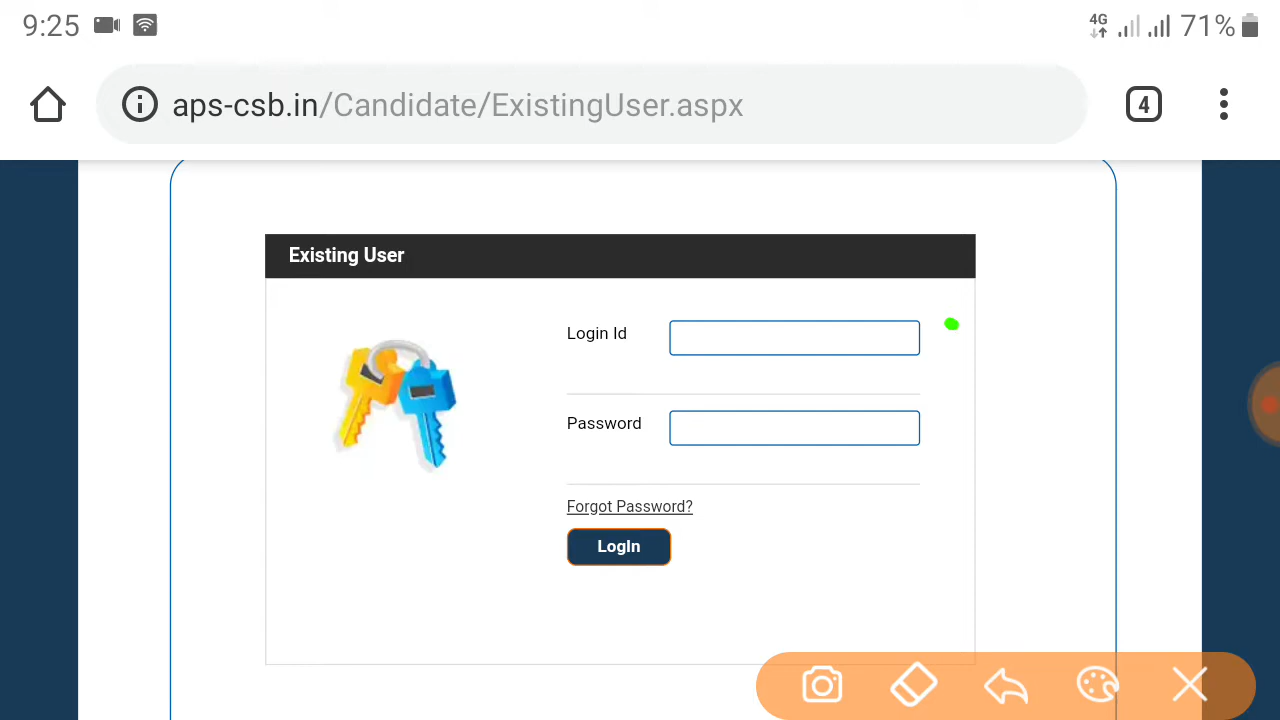 9:25
4G
71%
aps-csb.in/Candidate/ExistingUser.aspx
4
Existing User
Login Id
Password
Forgot Password?
LogIn